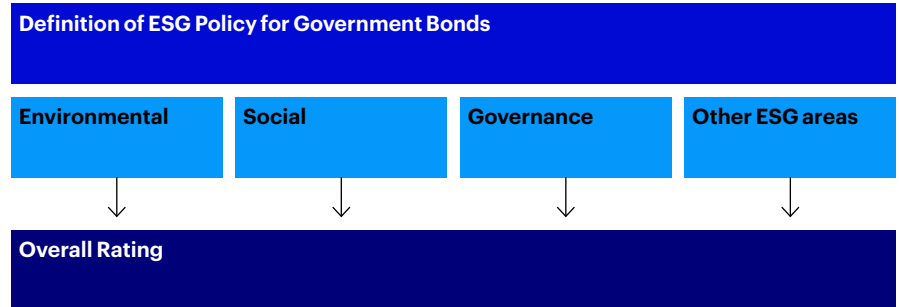 Definition of ESG Policy for Government Bonds
Environmental
Social
Governance
Other ESG areas
Overall Rating